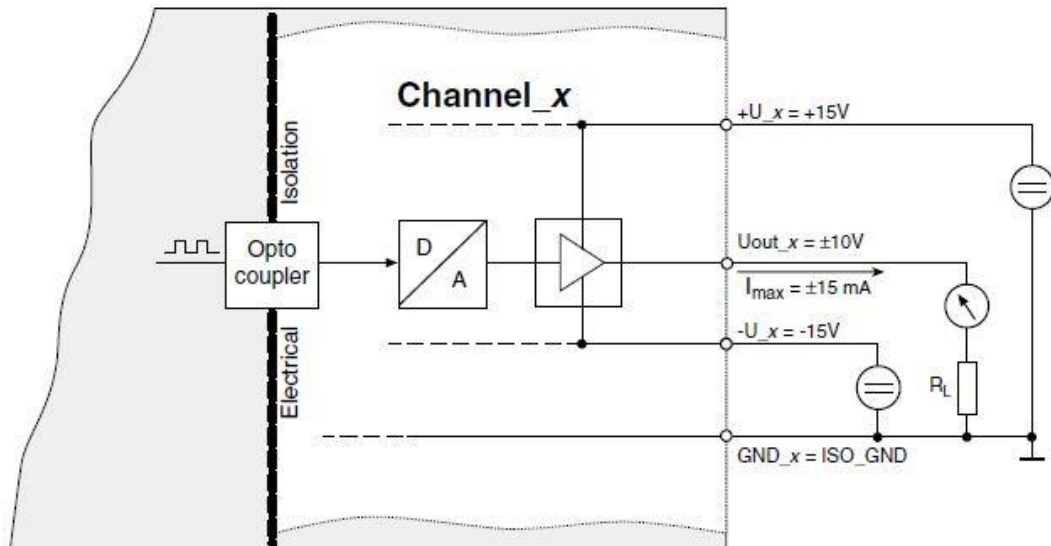 Channel_x
+U_x = +15V
Isolation
Opto
coupler
D
A
Uout_x = ±10V
Imax = ±15 mA
-U_x = -15V
Electrical
RL
GND_x = ISO_GND